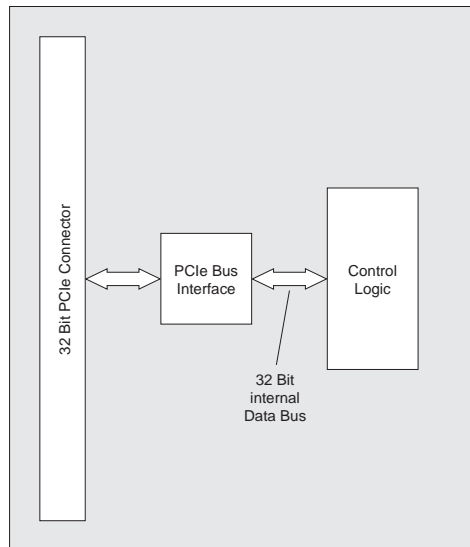 32 Bit PCIe Connector
PCIe Bus
Interface
Control
Logic
32 Bit
internal
Data Bus